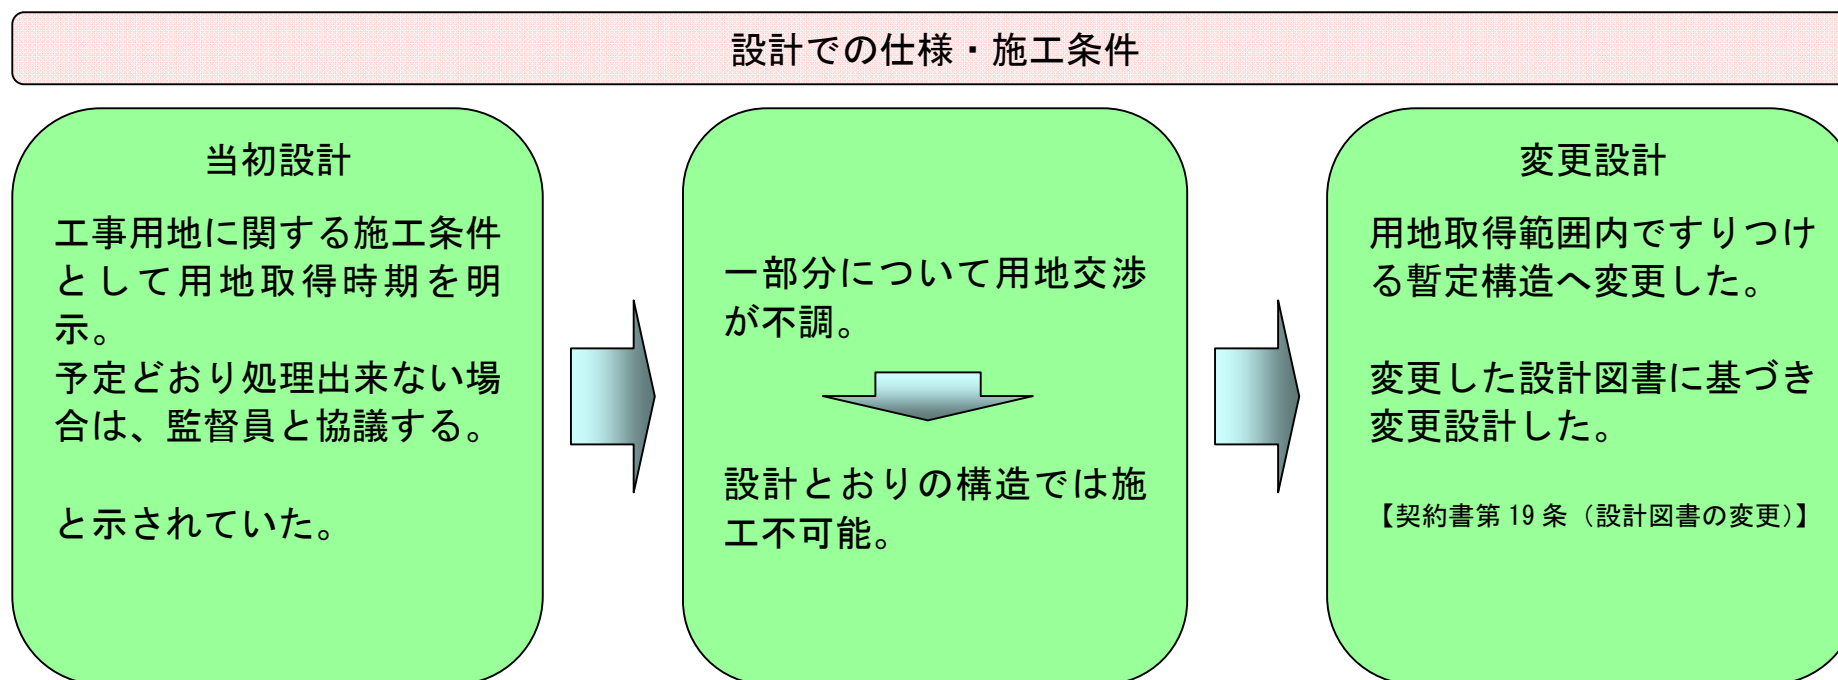 設計での仕様・施工条件
当初設計
工事用地に関する施工条件
として用地取得時期を明
示。
予定どおり処理出来ない場
合は、監督員と協議する。
と示されていた。
一部分について用地交渉
が不調。
設計とおりの構造では施
工不可能。
変更設計
用地取得範囲内ですりつけ
る暫定構造へ変更した。
変更した設計図書に基づき
変更設計した。
【契約書第 19 条（設計図書の変更）】